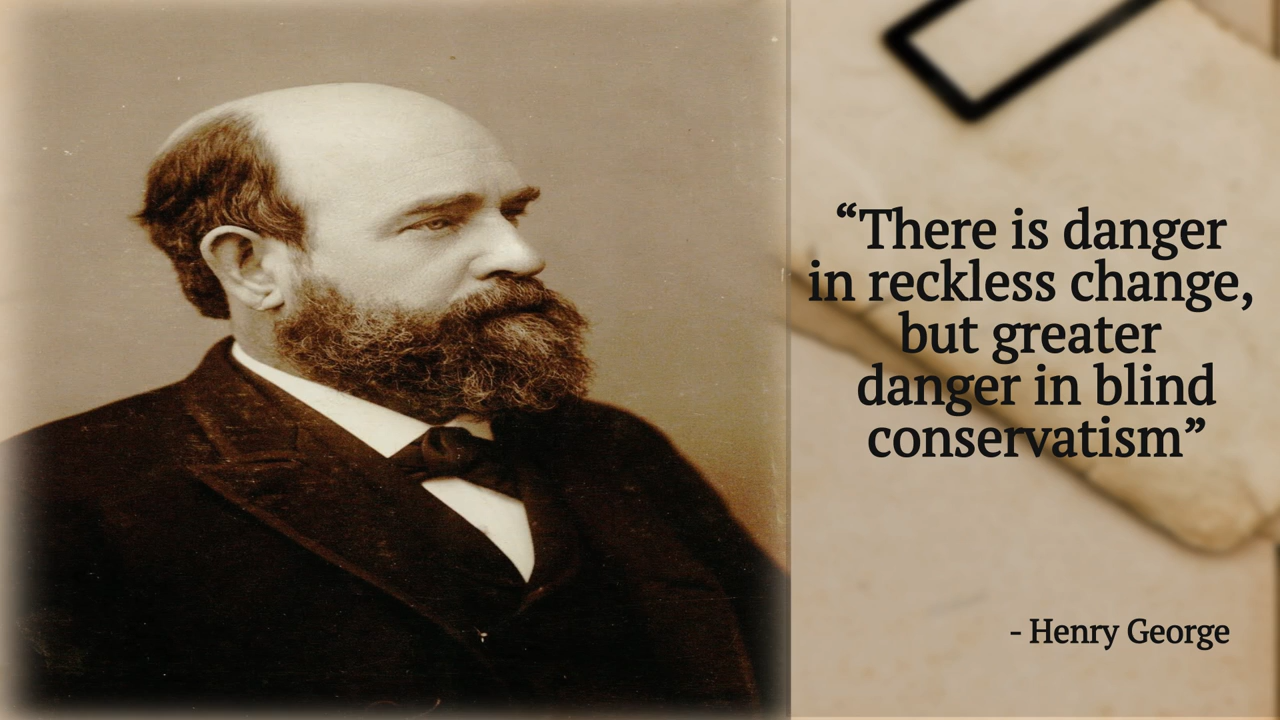 “There is danger
in reckless change,
but greater
danger in blind
conservatism”
- Henry George